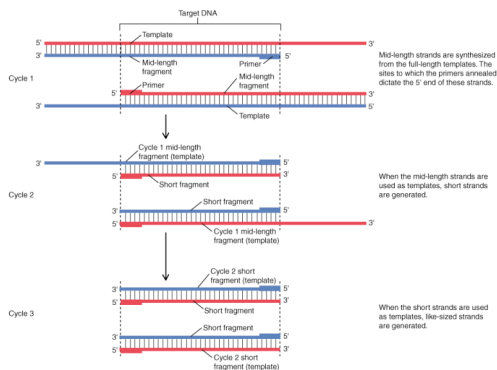 Target DNA
5′
Template
3′
3′
Mid-length
fragment
Primer
5′
Mid-length strands are synthesized
from the full-length templates. The
sites to which the primers annealed
dictate the 5′ end of these strands.
Cycle 1
Primer
Mid-length
fragment
5′
3′
3′
5′
Template
Cycle 1 mid-length
fragment (template)
3′
5′
5′
3′
Short fragment
When the mid-length strands are
used as templates, short strands
are generated.
Cycle 2
Short fragment
3′
5′
5′
3′
Cycle 1 mid-length
fragment (template)
Cycle 2 short
fragment (template)
3′
5′
5′
3′
Short fragment
When the short strands are used
as templates, like-sized strands
are generated.
Cycle 3
Short fragment
3′
5′
5′
3′
Cycle 2 short
fragment (template)